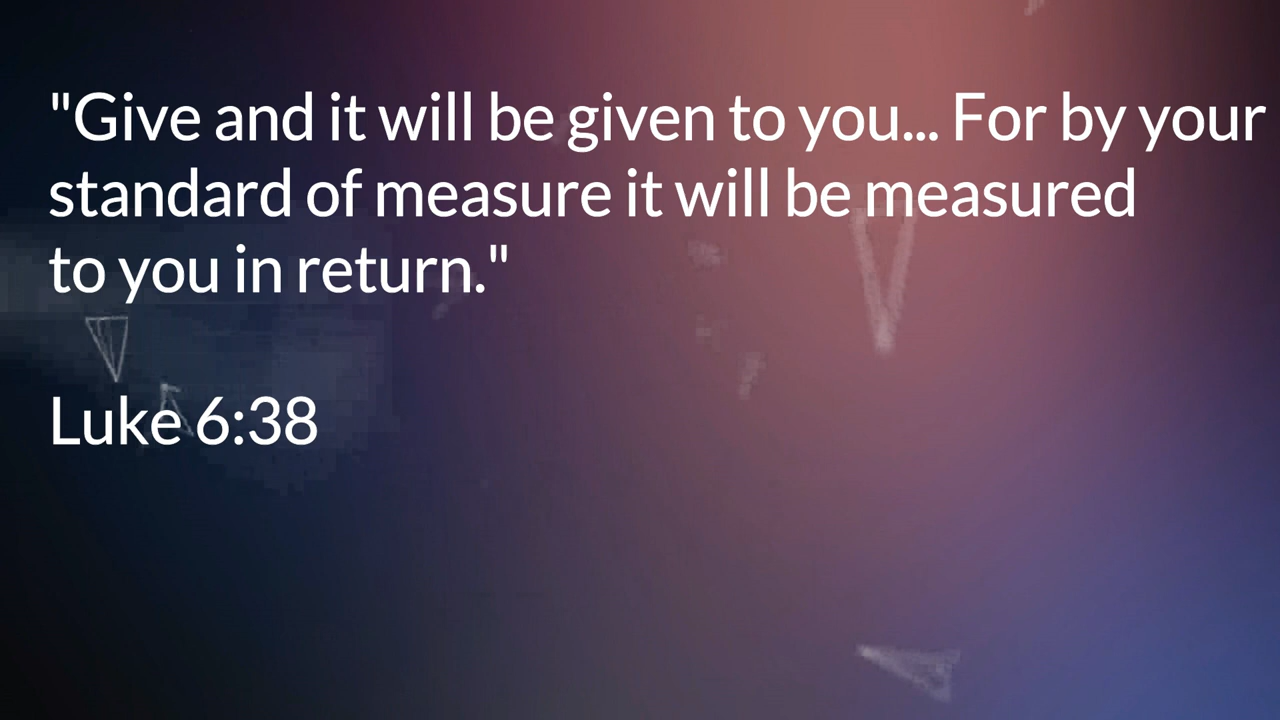 "Give and it will be given to you... For by your
standard of measure it will be measured
to you in return."
Luke 6:38